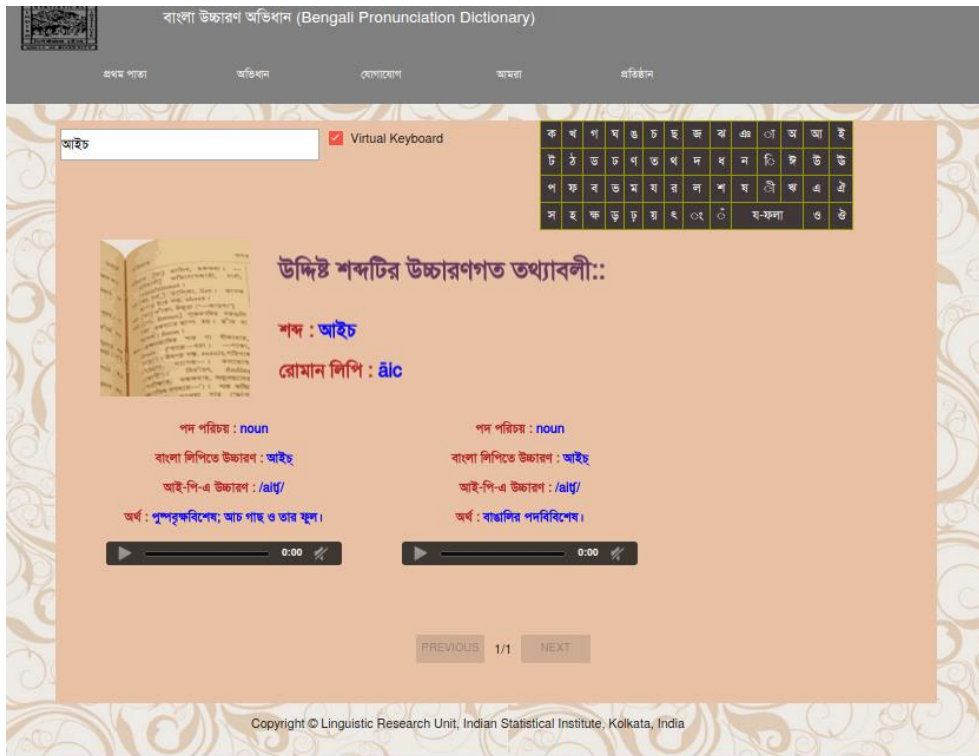 বাংলা উচ্চারণ অভিধান (Bengali Pronunciation Dictionary)
প্রথম পাতা অভিধান যোগাযোগ আমরা প্রতিষ্ঠান
আইচ Virtual Keyboard
ক খ গ ঘ ঙ চ ছ জ ঝ ঞ া অ আ ই
ট ঠ ড ঢ ণ ত থ দ ধ ন ি ঈ উ ঊ
প ফ ব ভ ম য র ল শ ষ ী ঋ এ ঐ
স হ ক্ষ ড় ঢ় য় ৎ ং ঁ য-ফলা ও ঔ
উদ্দিষ্ট শব্দটির উচ্চারণগত তথ্যাবলী::
শব্দ : আইচ
রোমান লিপি : āic
পদ পরিচয় : noun
বাংলা লিপিতে উচ্চারণ : আইচ্
আই-পি-এ উচ্চারণ : /aitʃ/
অর্থ : পুষ্পবৃক্ষবিশেষ; আচ গাছ ও তার ফুল।
0:00
পদ পরিচয় : noun
বাংলা লিপিতে উচ্চারণ : আইচ্
আই-পি-এ উচ্চারণ : /aitʃ/
অর্থ : বাঙালির পদবিবিশেষ।
0:00
PREVIOUS 1/1 NEXT
Copyright © Linguistic Research Unit, Indian Statistical Institute, Kolkata, India